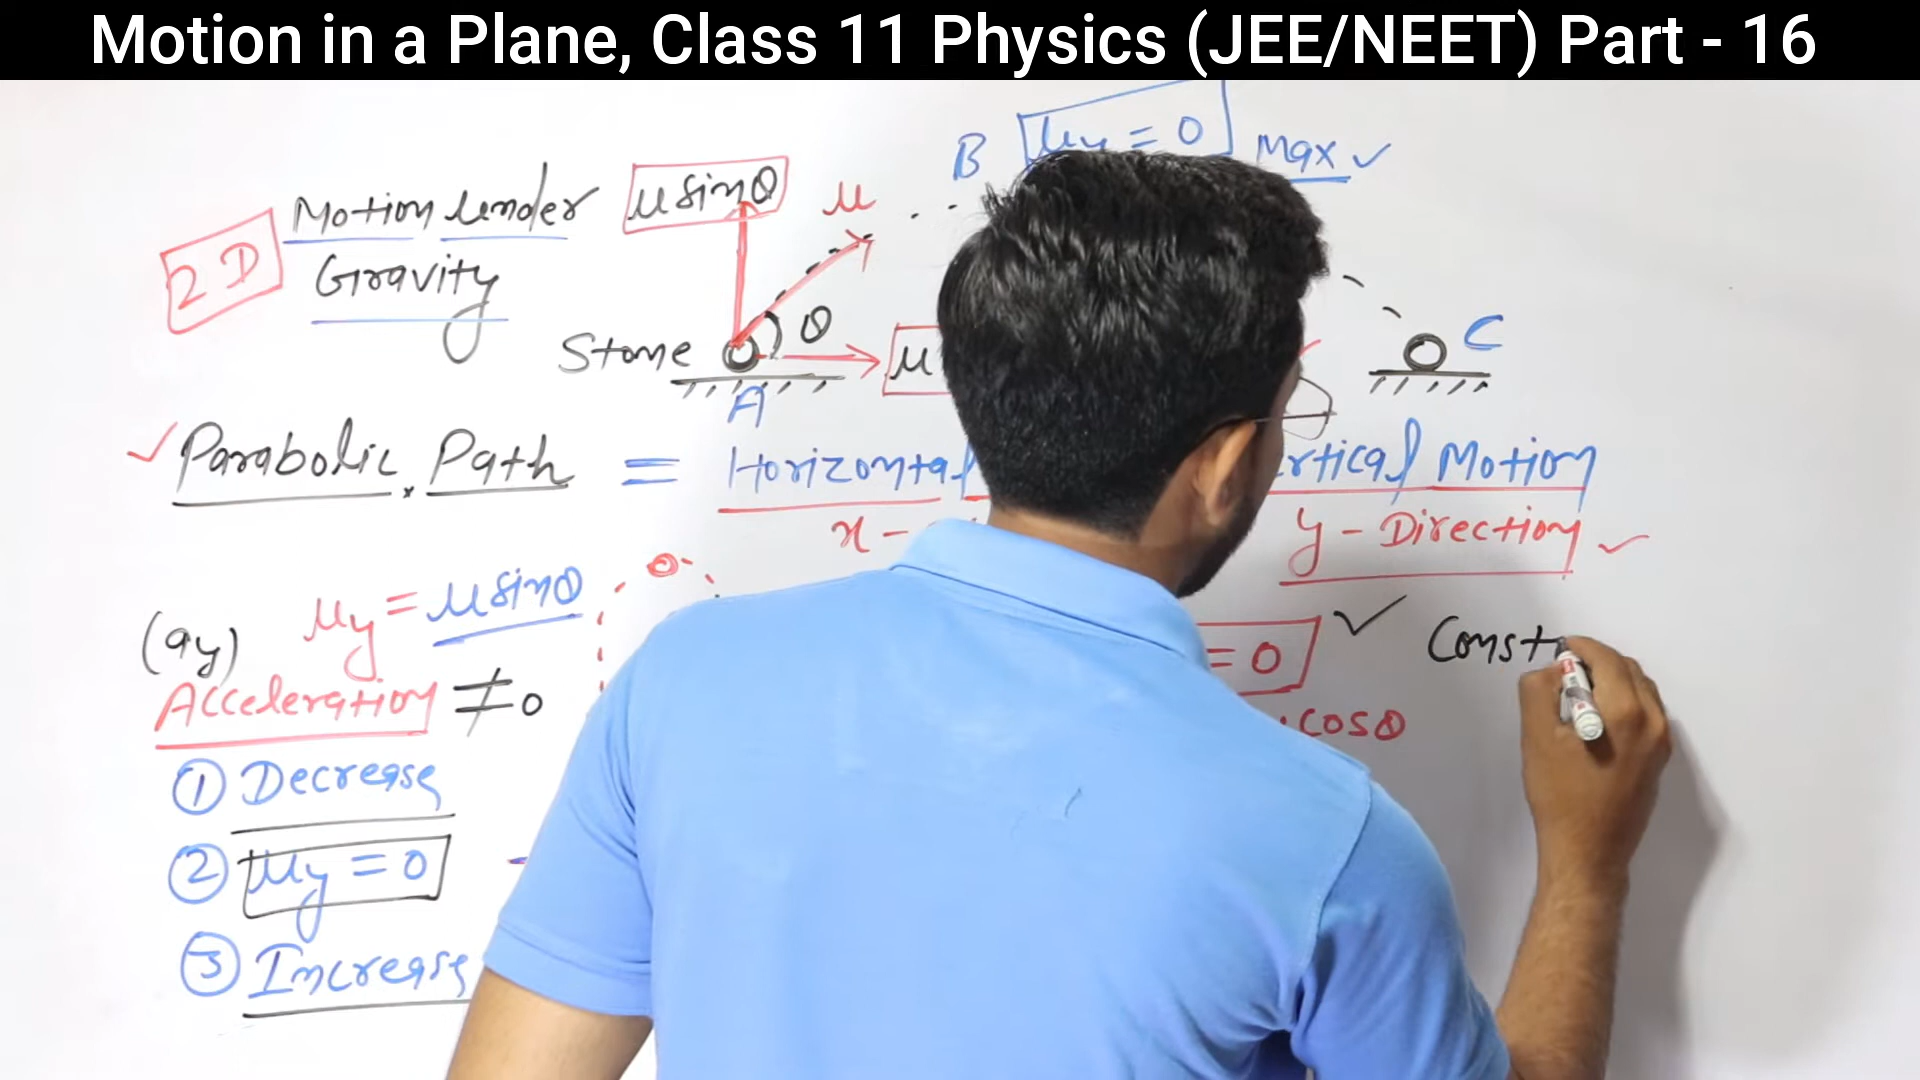 Motion in a Plane, Class 11 Physics (JEE/NEET) Part - 16
B uy = 0 Max ✓
2D Motion under
Gravity
u sinθ
u
θ
Stone
u
A
C
✓ Parabolic Path = Horizontal Motion
y - Direction ✓
x -
(ay) uy = u sinθ
Acceleration ≠ 0
= 0 ✓ Const
cosθ
① Decrease
② uy = 0
③ Increase